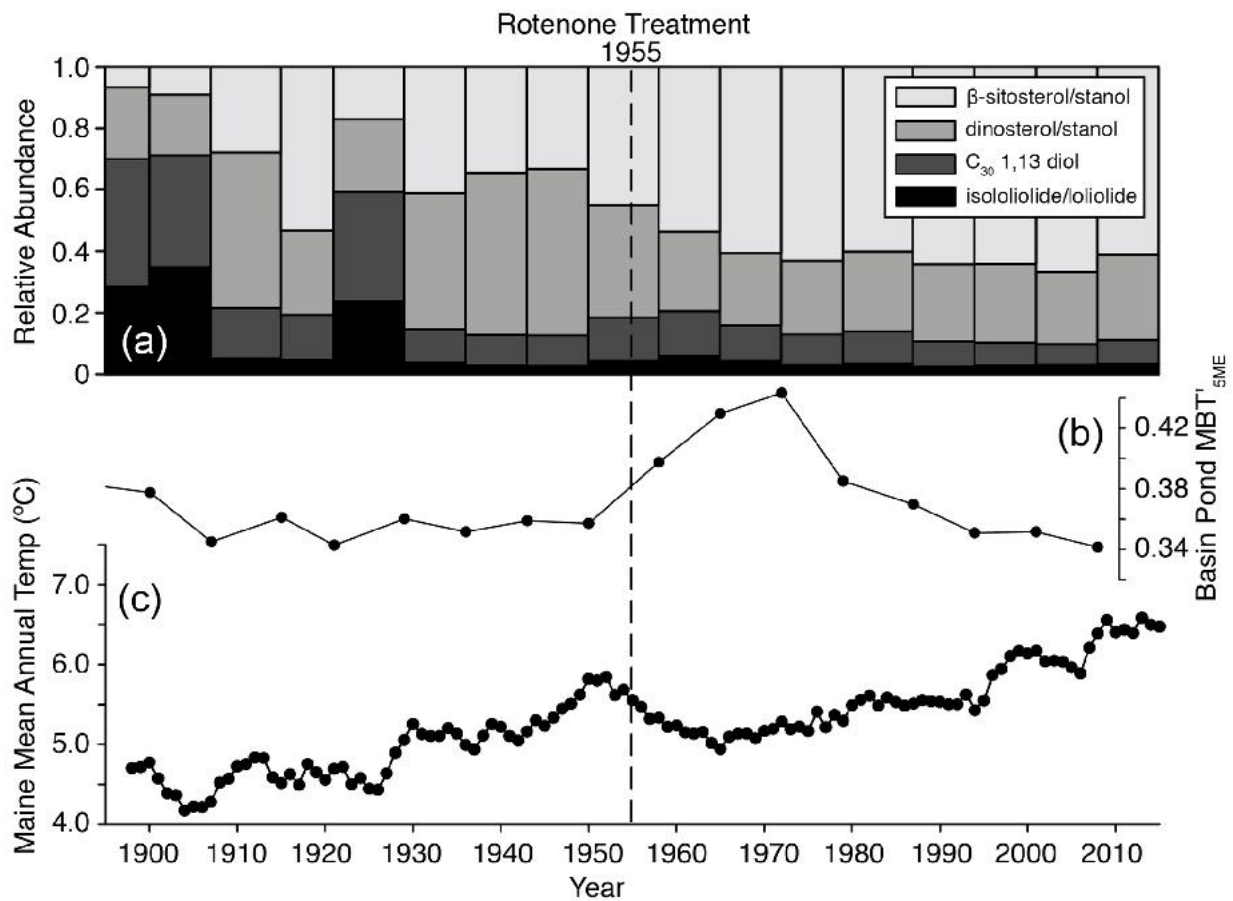 Rotenone Treatment
1955
Relative Abundance
1.0
0.8
0.6
0.4
0.2
0
(a)
β-sitosterol/stanol
dinosterol/stanol
C₃₀ 1,13 diol
isololiolide/loliolide
(b)
0.42
0.38
0.34
Basin Pond MBT'₅ME
Maine Mean Annual Temp (ºC)
(c)
7.0
6.0
5.0
4.0
1900 1910 1920 1930 1940 1950 1960 1970 1980 1990 2000 2010
Year